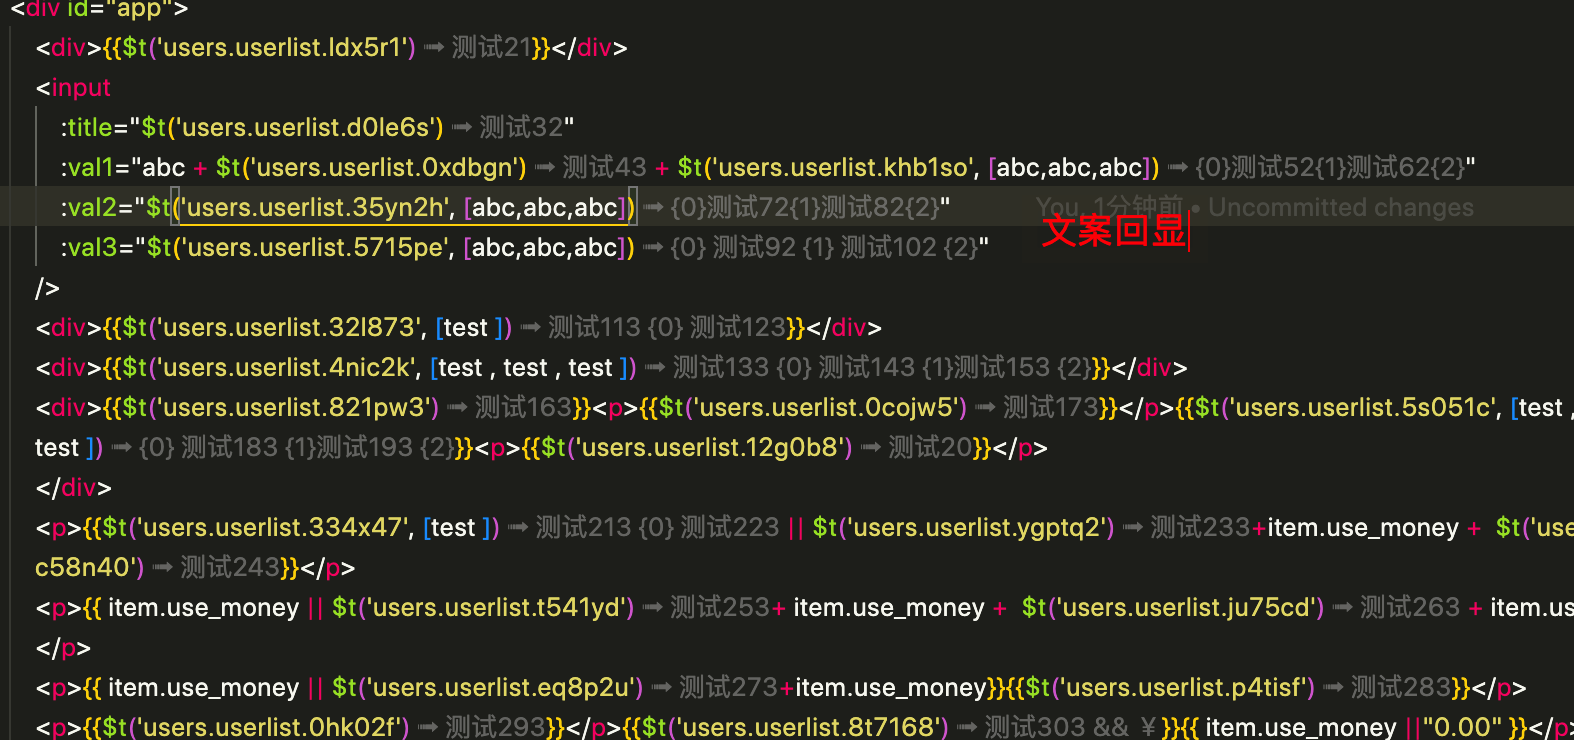 <div id="app">
<div>{{$t('users.userlist.ldx5r1') ➟ 测试21}}</div>
<input
:title="$t('users.userlist.d0le6s') ➟ 测试32"
:val1="abc + $t('users.userlist.0xdbgn') ➟ 测试43 + $t('users.userlist.khb1so', [abc,abc,abc]) ➟ {0}测试52{1}测试62{2}"
:val2="$t('users.userlist.35yn2h', [abc,abc,abc]) ➟ {0}测试72{1}测试82{2}" You, 1分钟前 • Uncommitted changes
文案回显
:val3="$t('users.userlist.5715pe', [abc,abc,abc]) ➟ {0} 测试92 {1} 测试102 {2}"
/>
<div>{{$t('users.userlist.32l873', [test ]) ➟ 测试113 {0} 测试123}}</div>
<div>{{$t('users.userlist.4nic2k', [test , test , test ]) ➟ 测试133 {0} 测试143 {1}测试153 {2}}}</div>
<div>{{$t('users.userlist.821pw3') ➟ 测试163}}<p>{{$t('users.userlist.0cojw5') ➟ 测试173}}</p>{{$t('users.userlist.5s051c', [test ,
test ]) ➟ {0} 测试183 {1}测试193 {2}}}<p>{{$t('users.userlist.12g0b8') ➟ 测试20}}</p>
</div>
<p>{{$t('users.userlist.334x47', [test ]) ➟ 测试213 {0} 测试223 || $t('users.userlist.ygptq2') ➟ 测试233+item.use_money + $t('use
c58n40') ➟ 测试243}}</p>
<p>{{ item.use_money || $t('users.userlist.t541yd') ➟ 测试253+ item.use_money + $t('users.userlist.ju75cd') ➟ 测试263 + item.us
</p>
<p>{{ item.use_money || $t('users.userlist.eq8p2u') ➟ 测试273+item.use_money}}{{$t('users.userlist.p4tisf') ➟ 测试283}}</p>
<p>{{$t('users.userlist.0hk02f') ➟ 测试293}}</p>{{$t('users.userlist.8t7168') ➟ 测试303 && ￥}}{{ item.use_money ||"0.00" }}</p>